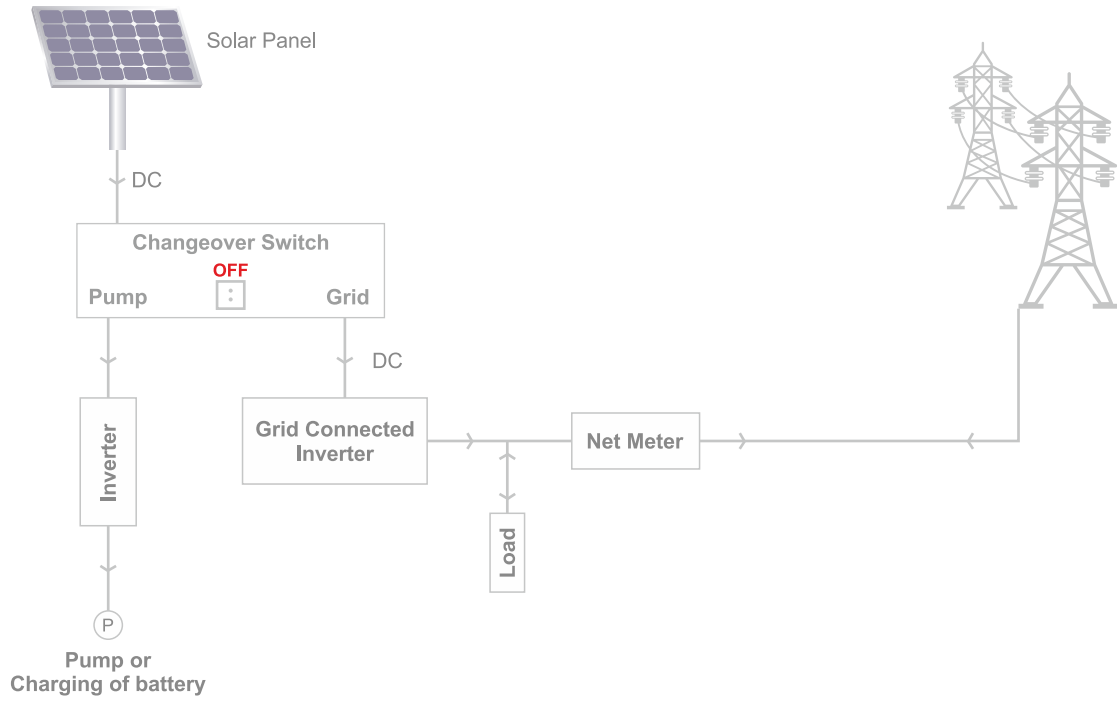 Solar Panel
DC
Changeover Switch
OFF
Pump
Grid
DC
Inverter
Grid Connected
Inverter
Net Meter
Load
P
Pump or
Charging of battery